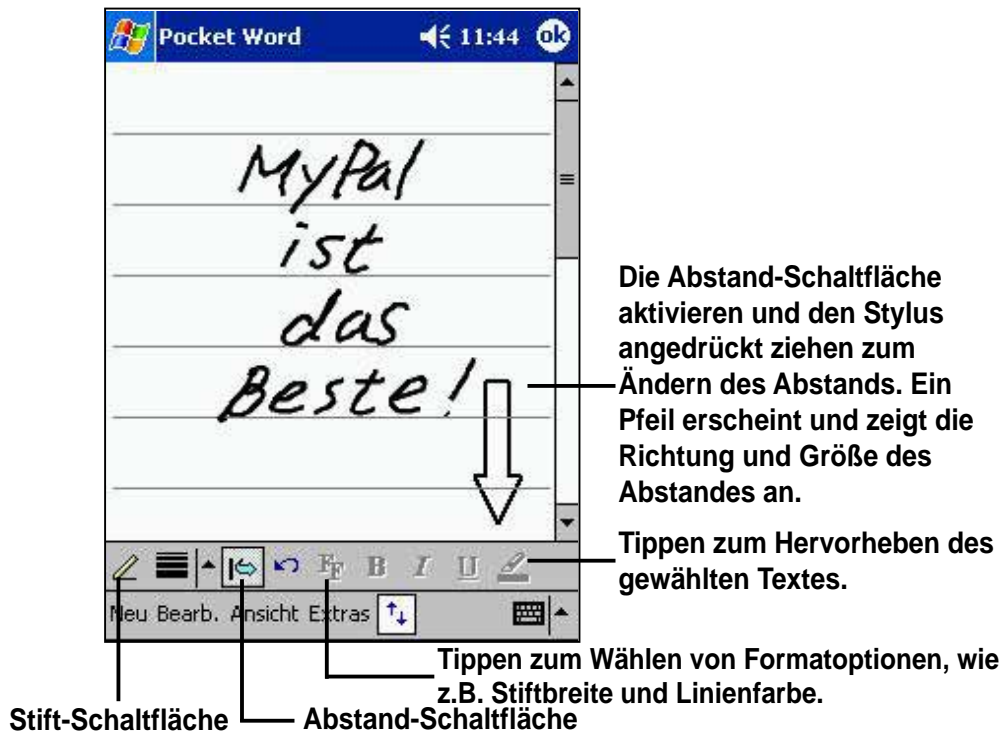 Pocket Word 11:44 ok
MyPal
ist
das
Beste!
Die Abstand-Schaltfläche
aktivieren und den Stylus
angedrückt ziehen zum
Ändern des Abstands. Ein
Pfeil erscheint und zeigt die
Richtung und Größe des
Abstandes an.
Tippen zum Hervorheben des
gewählten Textes.
FF B I U
Neu Bearb. Ansicht Extras
Tippen zum Wählen von Formatoptionen, wie
z.B. Stiftbreite und Linienfarbe.
Stift-Schaltfläche Abstand-Schaltfläche